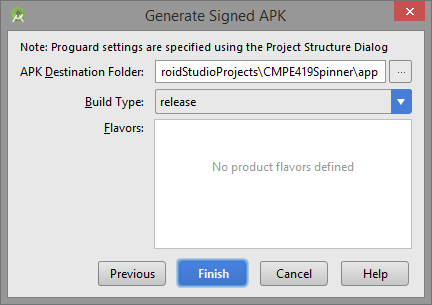 Generate Signed APK
Note: Proguard settings are specified using the Project Structure Dialog
APK Destination Folder: roidStudioProjects\CMPE419Spinner\app ...
Build Type: release
Flavors:
No product flavors defined
Previous Finish Cancel Help